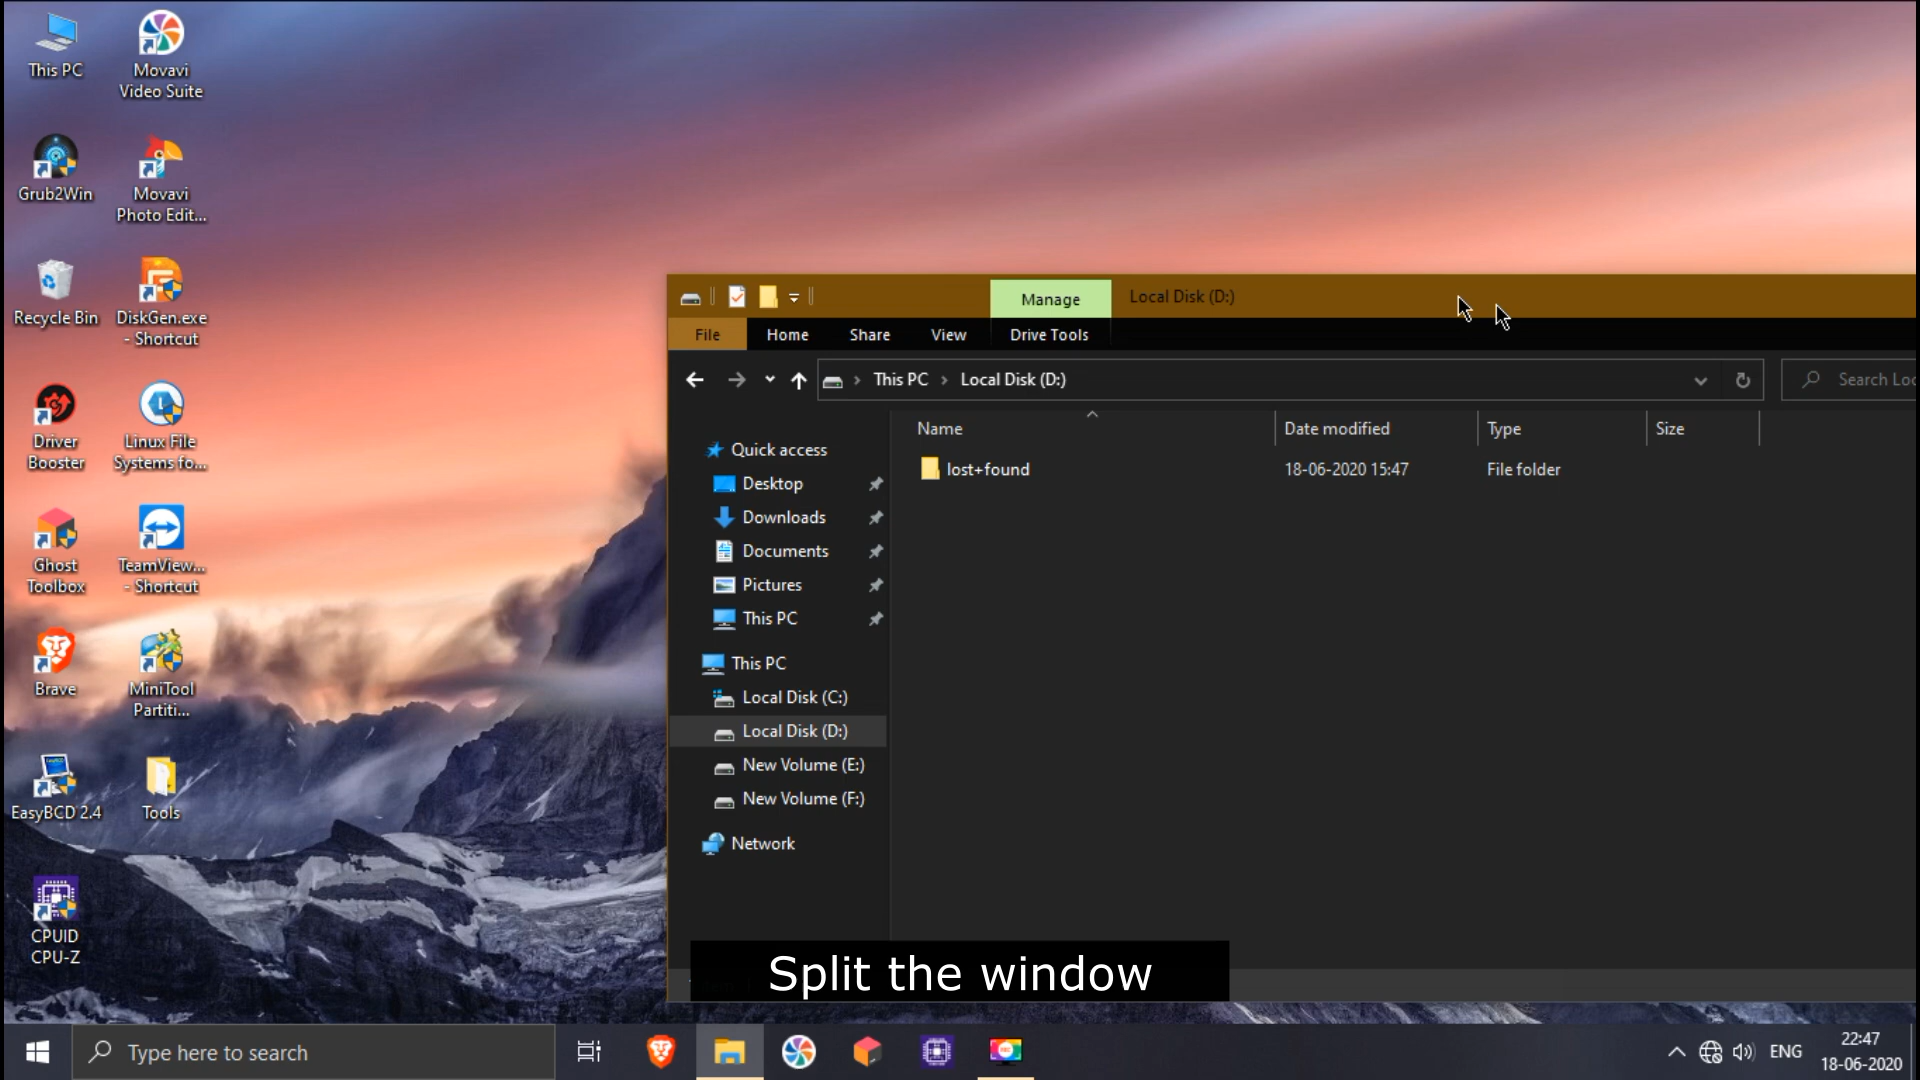 This PC
Movavi
Video Suite
Grub2Win
Movavi
Photo Edit...
Recycle Bin
DiskGen.exe
- Shortcut
Driver
Booster
Linux File
Systems fo...
Ghost
Toolbox
TeamView...
- Shortcut
Brave
MiniTool
Partiti...
EasyBCD 2.4
Tools
CPUID
CPU-Z
Manage
Local Disk (D:)
File
Home
Share
View
Drive Tools
This PC
Local Disk (D:)
Search Loc
Name
Date modified
Type
Size
lost+found
18-06-2020 15:47
File folder
Quick access
Desktop
Downloads
Documents
Pictures
This PC
This PC
Local Disk (C:)
Local Disk (D:)
New Volume (E:)
New Volume (F:)
Network
Split the window
Type here to search
ENG
22:47
18-06-2020